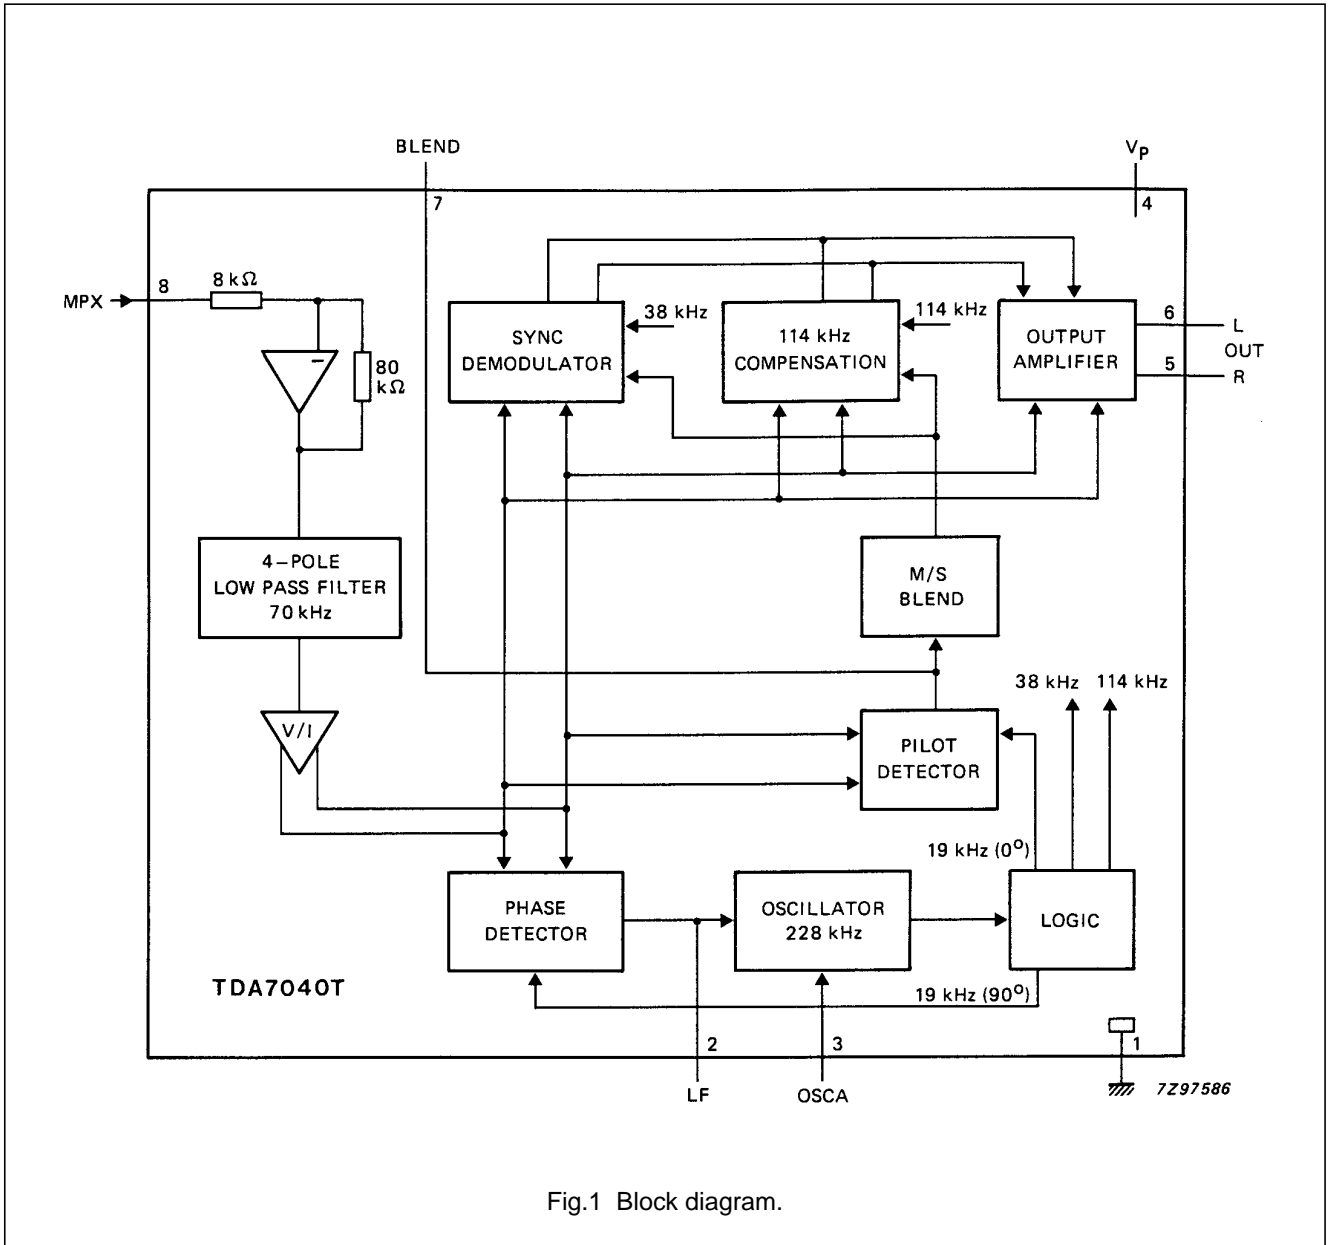 BLEND
VP
7
4
MPX
8
8 kΩ
80
kΩ
SYNC
DEMODULATOR
38 kHz
114 kHz
COMPENSATION
114 kHz
OUTPUT
AMPLIFIER
6
L
OUT
5
R
4–POLE
LOW PASS FILTER
70 kHz
M/S
BLEND
V/I
38 kHz
114 kHz
PILOT
DETECTOR
19 kHz (0°)
PHASE
DETECTOR
OSCILLATOR
228 kHz
LOGIC
19 kHz (90°)
TDA7040T
2
3
1
LF
OSCA
7Z97586
Fig.1 Block diagram.